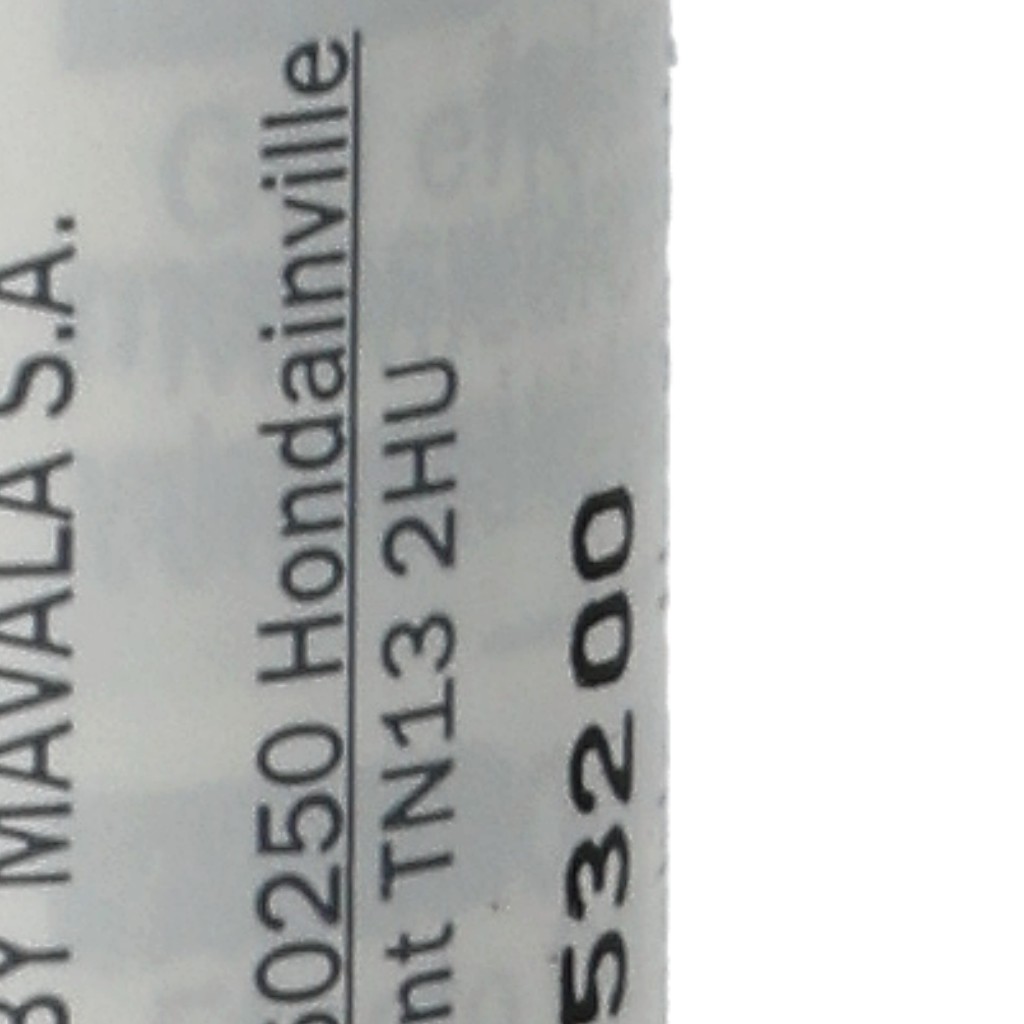 BY MAVALA S.A.
60250 Hondainville
nt TN13 2HU
53200